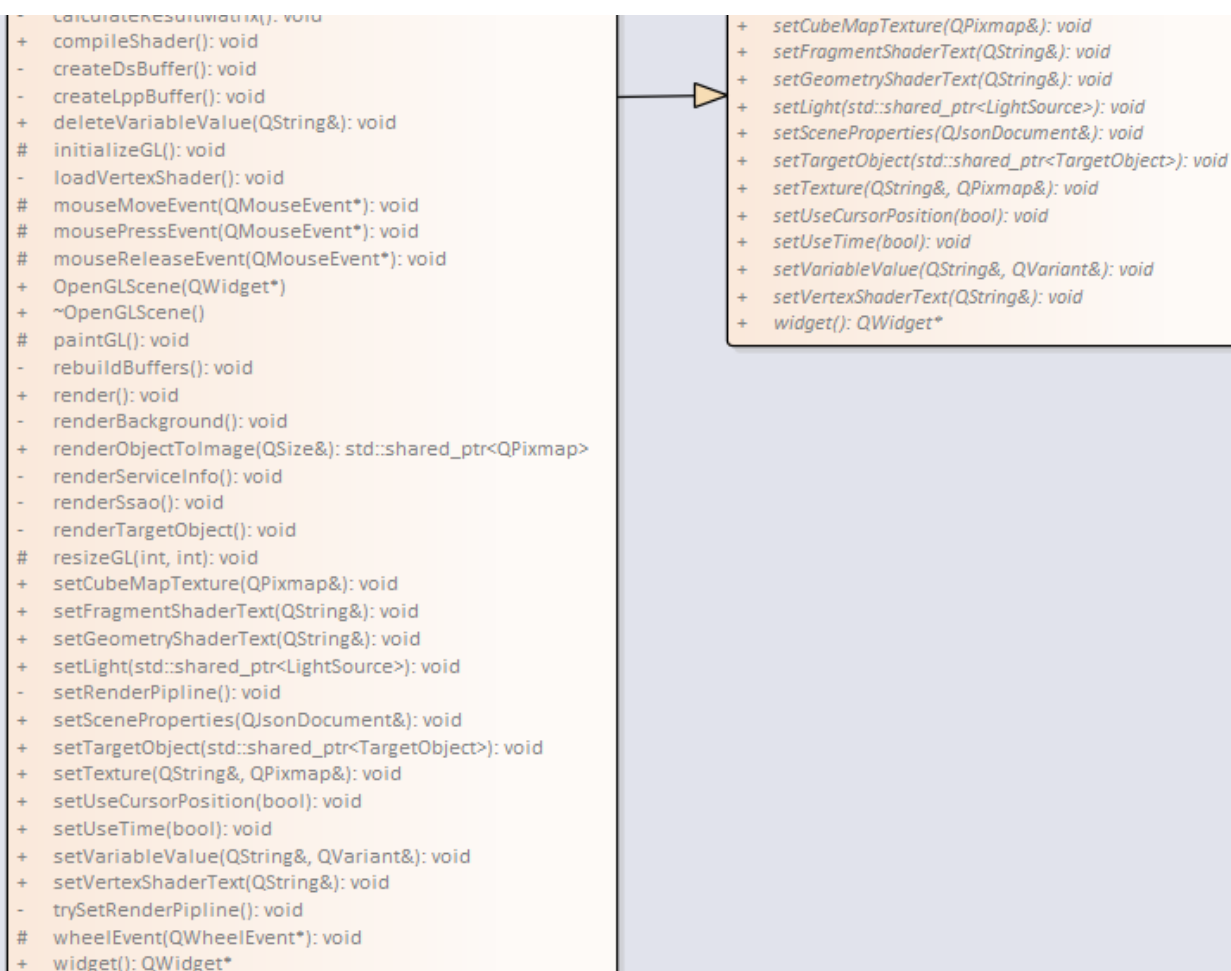 - calculateResultMatrix(): void
+ compileShader(): void
- createDsBuffer(): void
- createLppBuffer(): void
+ deleteVariableValue(QString&): void
# initializeGL(): void
- loadVertexShader(): void
# mouseMoveEvent(QMouseEvent*): void
# mousePressEvent(QMouseEvent*): void
# mouseReleaseEvent(QMouseEvent*): void
+ OpenGLScene(QWidget*)
+ ~OpenGLScene()
# paintGL(): void
- rebuildBuffers(): void
+ render(): void
- renderBackground(): void
+ renderObjectToImage(QSize&): std::shared_ptr<QPixmap>
- renderServiceInfo(): void
- renderSsao(): void
- renderTargetObject(): void
# resizeGL(int, int): void
+ setCubeMapTexture(QPixmap&): void
+ setFragmentShaderText(QString&): void
+ setGeometryShaderText(QString&): void
+ setLight(std::shared_ptr<LightSource>): void
- setRenderPipline(): void
+ setSceneProperties(QJsonDocument&): void
+ setTargetObject(std::shared_ptr<TargetObject>): void
+ setTexture(QString&, QPixmap&): void
+ setUseCursorPosition(bool): void
+ setUseTime(bool): void
+ setVariableValue(QString&, QVariant&): void
+ setVertexShaderText(QString&): void
- trySetRenderPipline(): void
# wheelEvent(QWheelEvent*): void
+ widget(): QWidget*
+ setCubeMapTexture(QPixmap&): void
+ setFragmentShaderText(QString&): void
+ setGeometryShaderText(QString&): void
+ setLight(std::shared_ptr<LightSource>): void
+ setSceneProperties(QJsonDocument&): void
+ setTargetObject(std::shared_ptr<TargetObject>): void
+ setTexture(QString&, QPixmap&): void
+ setUseCursorPosition(bool): void
+ setUseTime(bool): void
+ setVariableValue(QString&, QVariant&): void
+ setVertexShaderText(QString&): void
+ widget(): QWidget*